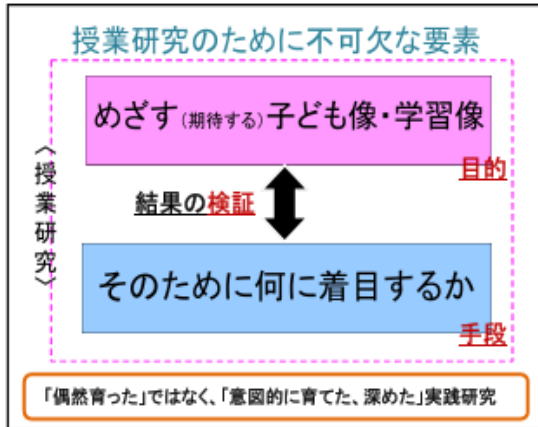 授業研究のために不可欠な要素
めざす(期待する)子ども像・学習像
目的
〈授業研究〉
結果の検証
そのために何に着目するか
手段
「偶然育った」ではなく、「意図的に育てた、深めた」実践研究